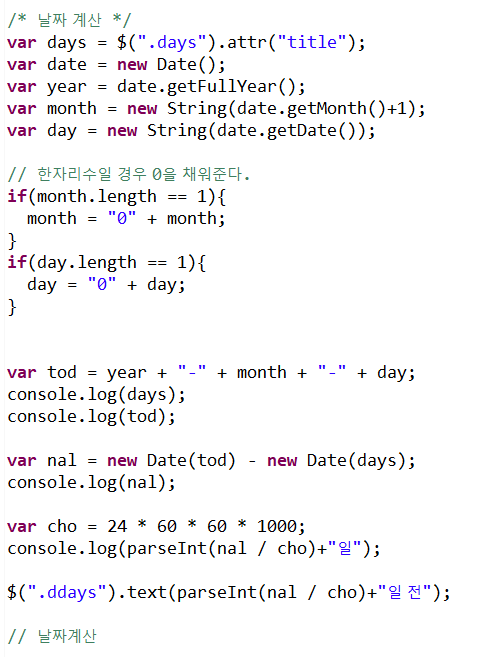 /* 날짜 계산 */
var days = $(".days").attr("title");
var date = new Date();
var year = date.getFullYear();
var month = new String(date.getMonth()+1);
var day = new String(date.getDate());
// 한자리수일 경우 0을 채워준다.
if(month.length == 1){
  month = "0" + month;
}
if(day.length == 1){
  day = "0" + day;
}
var tod = year + "-" + month + "-" + day;
console.log(days);
console.log(tod);
var nal = new Date(tod) - new Date(days);
console.log(nal);
var cho = 24 * 60 * 60 * 1000;
console.log(parseInt(nal / cho)+"일");
$(".ddays").text(parseInt(nal / cho)+"일 전");
// 날짜계산